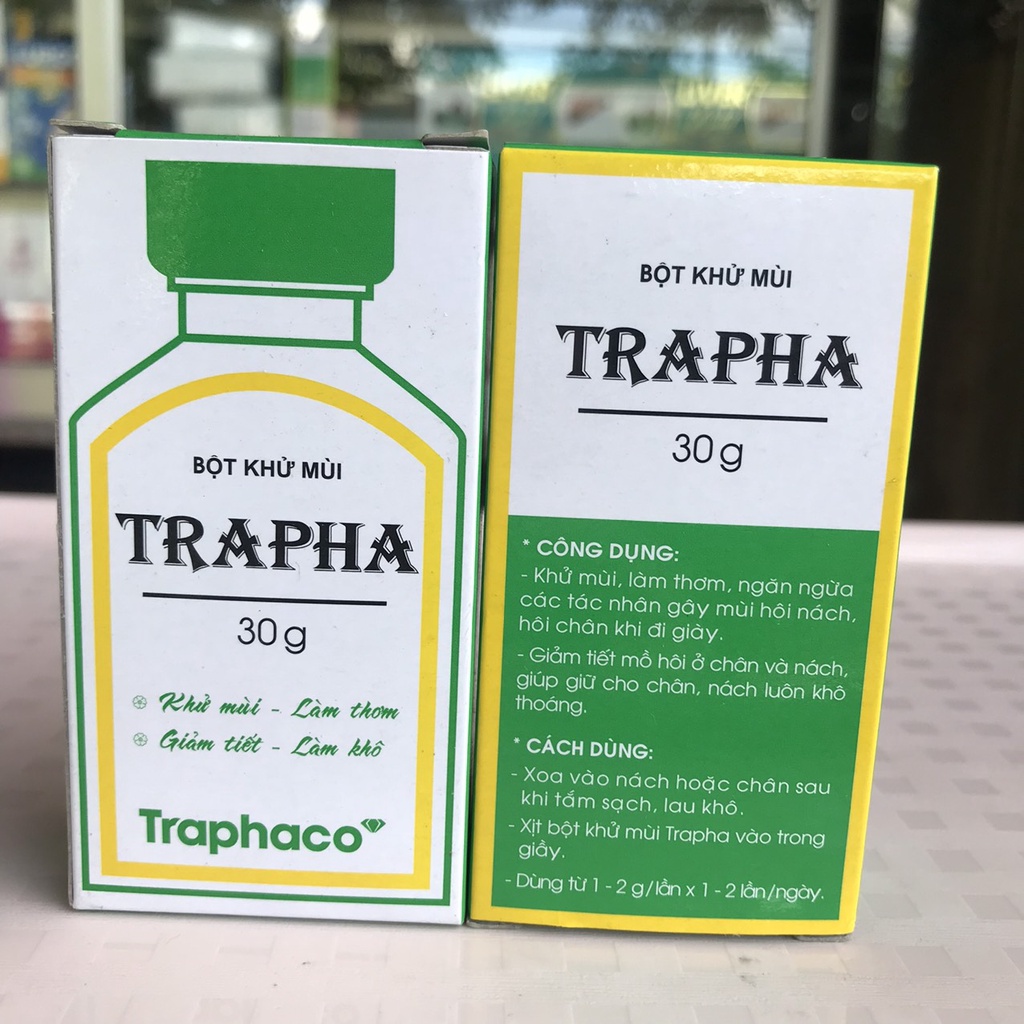 BỘT KHỬ MÙI
TRAPHA
30g
Khử mùi - Làm thơm
Giảm tiết - Làm khô
Traphaco
BỘT KHỬ MÙI
TRAPHA
30g
* CÔNG DỤNG:
- Khử mùi, làm thơm, ngăn ngừa
các tác nhân gây mùi hôi nách,
hôi chân khi đi giày.
- Giảm tiết mồ hôi ở chân và nách,
giúp giữ cho chân, nách luôn khô
thoáng.
* CÁCH DÙNG:
- Xoa vào nách hoặc chân sau
khi tắm sạch, lau khô.
- Xịt bột khử mùi Trapha vào trong
giầy.
- Dùng từ 1 - 2 g/lần x 1 - 2 lần/ngày.